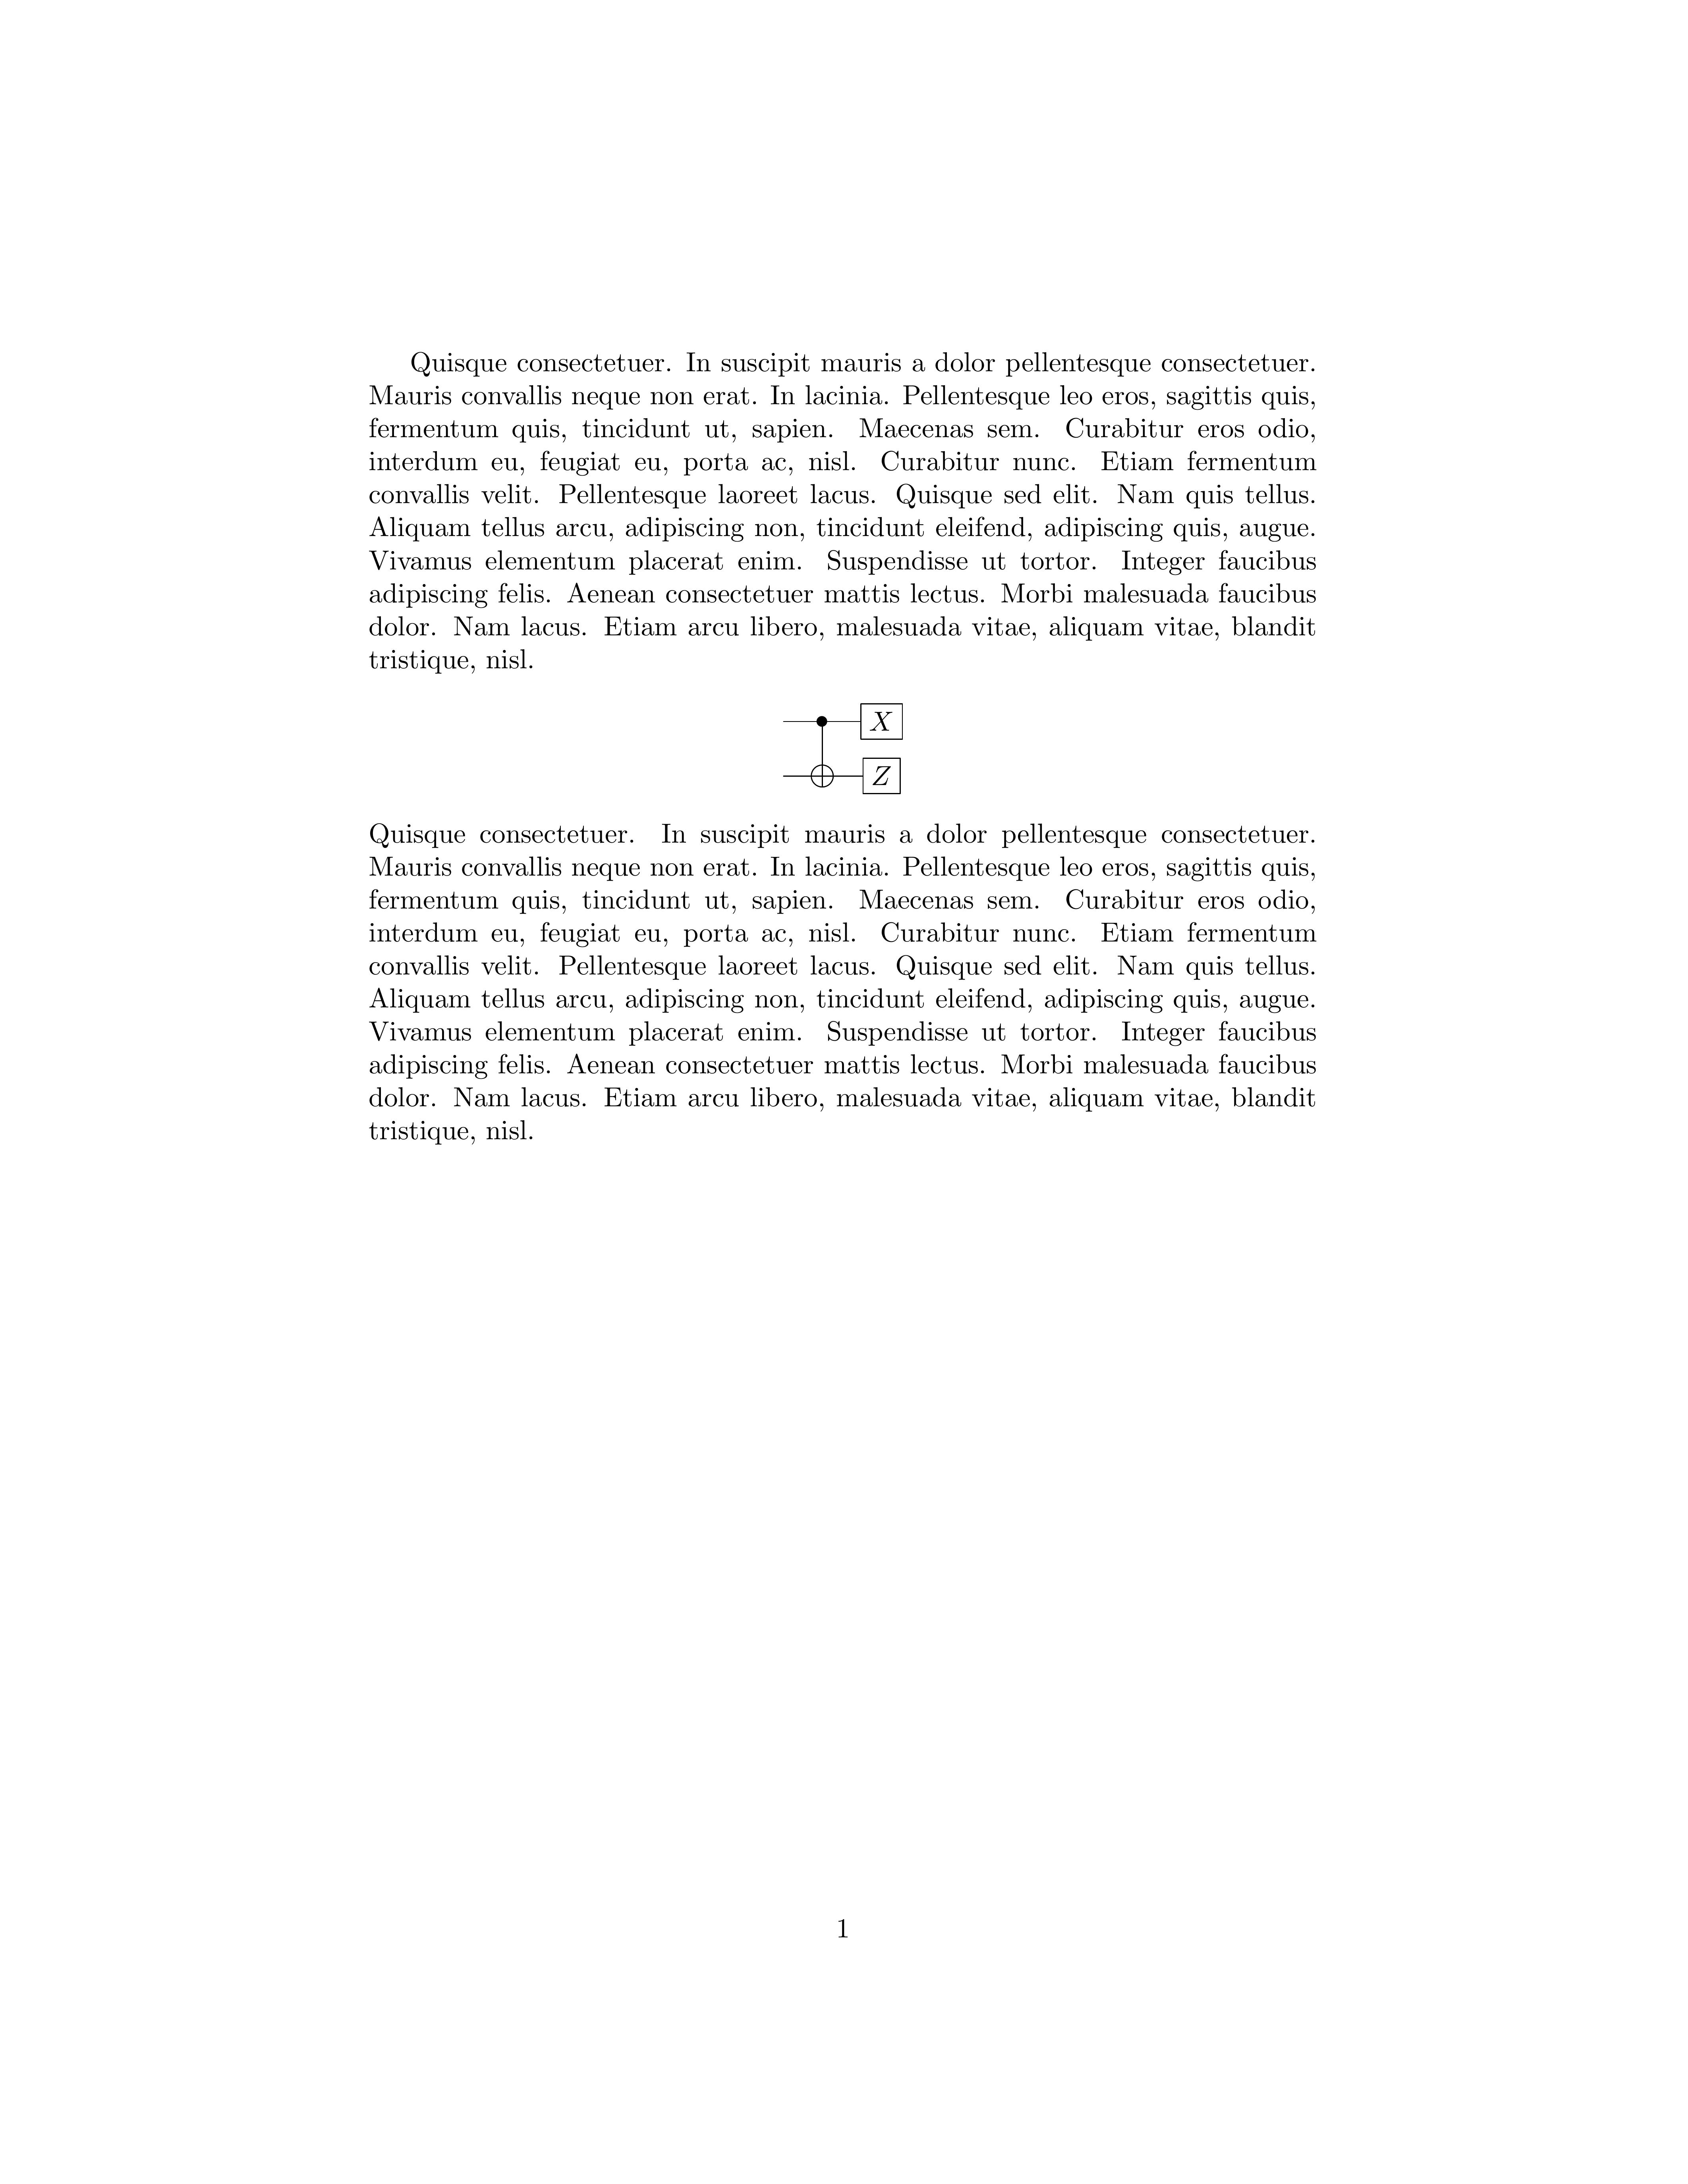 Quisque consectetuer. In suscipit mauris a dolor pellentesque consectetuer.
Mauris convallis neque non erat. In lacinia. Pellentesque leo eros, sagittis quis,
fermentum quis, tincidunt ut, sapien. Maecenas sem. Curabitur eros odio,
interdum eu, feugiat eu, porta ac, nisl. Curabitur nunc. Etiam fermentum
convallis velit. Pellentesque laoreet lacus. Quisque sed elit. Nam quis tellus.
Aliquam tellus arcu, adipiscing non, tincidunt eleifend, adipiscing quis, augue.
Vivamus elementum placerat enim. Suspendisse ut tortor. Integer faucibus
adipiscing felis. Aenean consectetuer mattis lectus. Morbi malesuada faucibus
dolor. Nam lacus. Etiam arcu libero, malesuada vitae, aliquam vitae, blandit
tristique, nisl.
X
Z
Quisque consectetuer. In suscipit mauris a dolor pellentesque consectetuer.
Mauris convallis neque non erat. In lacinia. Pellentesque leo eros, sagittis quis,
fermentum quis, tincidunt ut, sapien. Maecenas sem. Curabitur eros odio,
interdum eu, feugiat eu, porta ac, nisl. Curabitur nunc. Etiam fermentum
convallis velit. Pellentesque laoreet lacus. Quisque sed elit. Nam quis tellus.
Aliquam tellus arcu, adipiscing non, tincidunt eleifend, adipiscing quis, augue.
Vivamus elementum placerat enim. Suspendisse ut tortor. Integer faucibus
adipiscing felis. Aenean consectetuer mattis lectus. Morbi malesuada faucibus
dolor. Nam lacus. Etiam arcu libero, malesuada vitae, aliquam vitae, blandit
tristique, nisl.
1